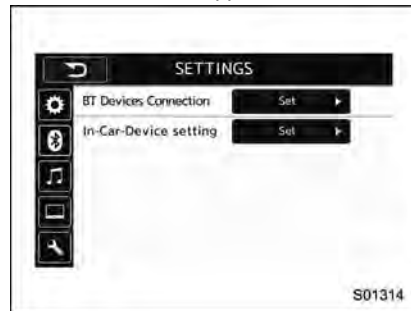 SETTINGS
BT Devices Connection Set
In-Car-Device setting Set
S01314